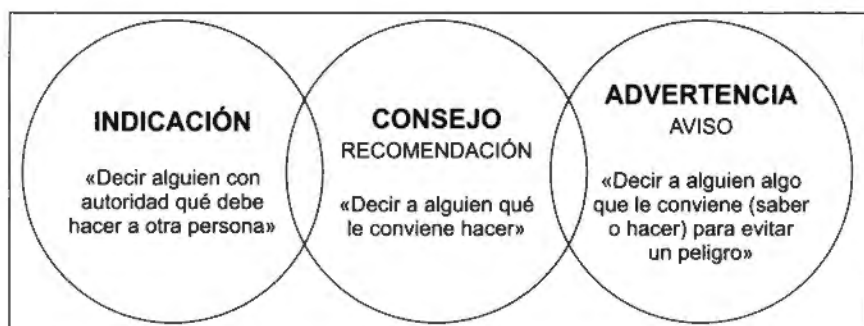 INDICACIÓN
«Decir alguien con
autoridad qué debe
hacer a otra persona»
CONSEJO
RECOMENDACIÓN
«Decir a alguien qué
le conviene hacer»
ADVERTENCIA
AVISO
«Decir a alguien algo
que le conviene (saber
o hacer) para evitar
un peligro»